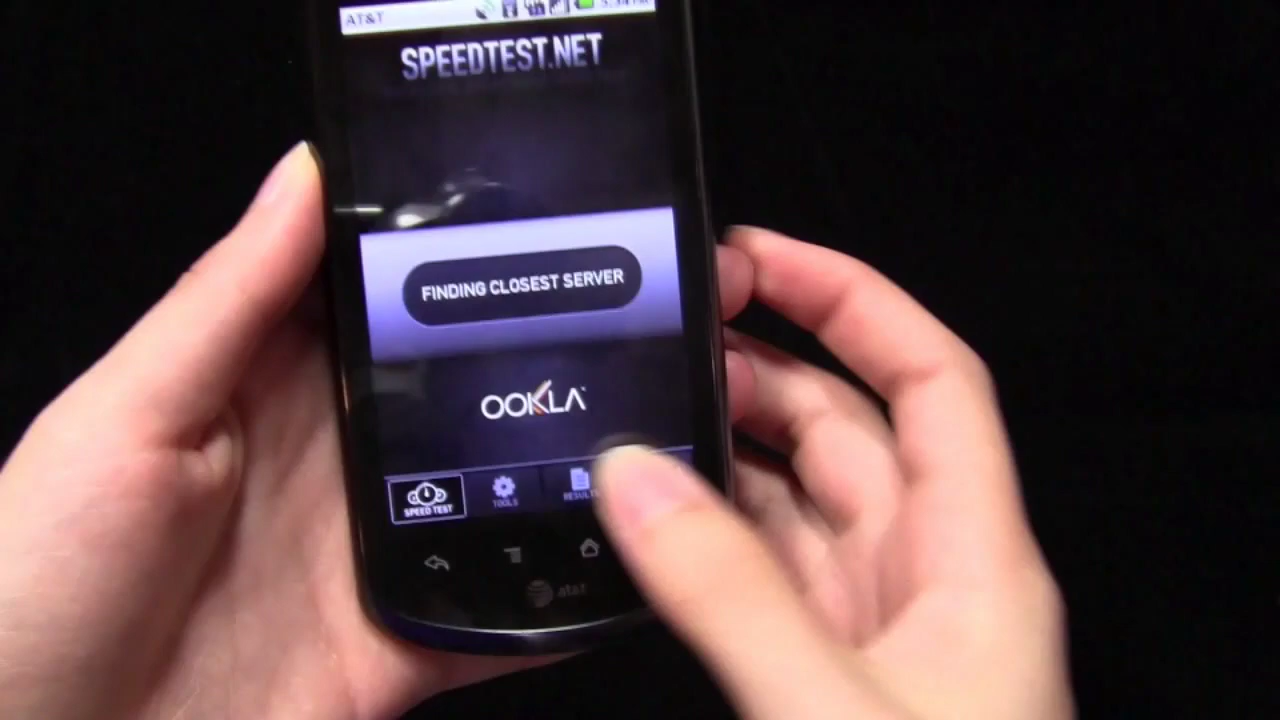 AT&T
SPEEDTEST.NET
FINDING CLOSEST SERVER
OOKLA
SPEED TEST
TOOLS
at&t